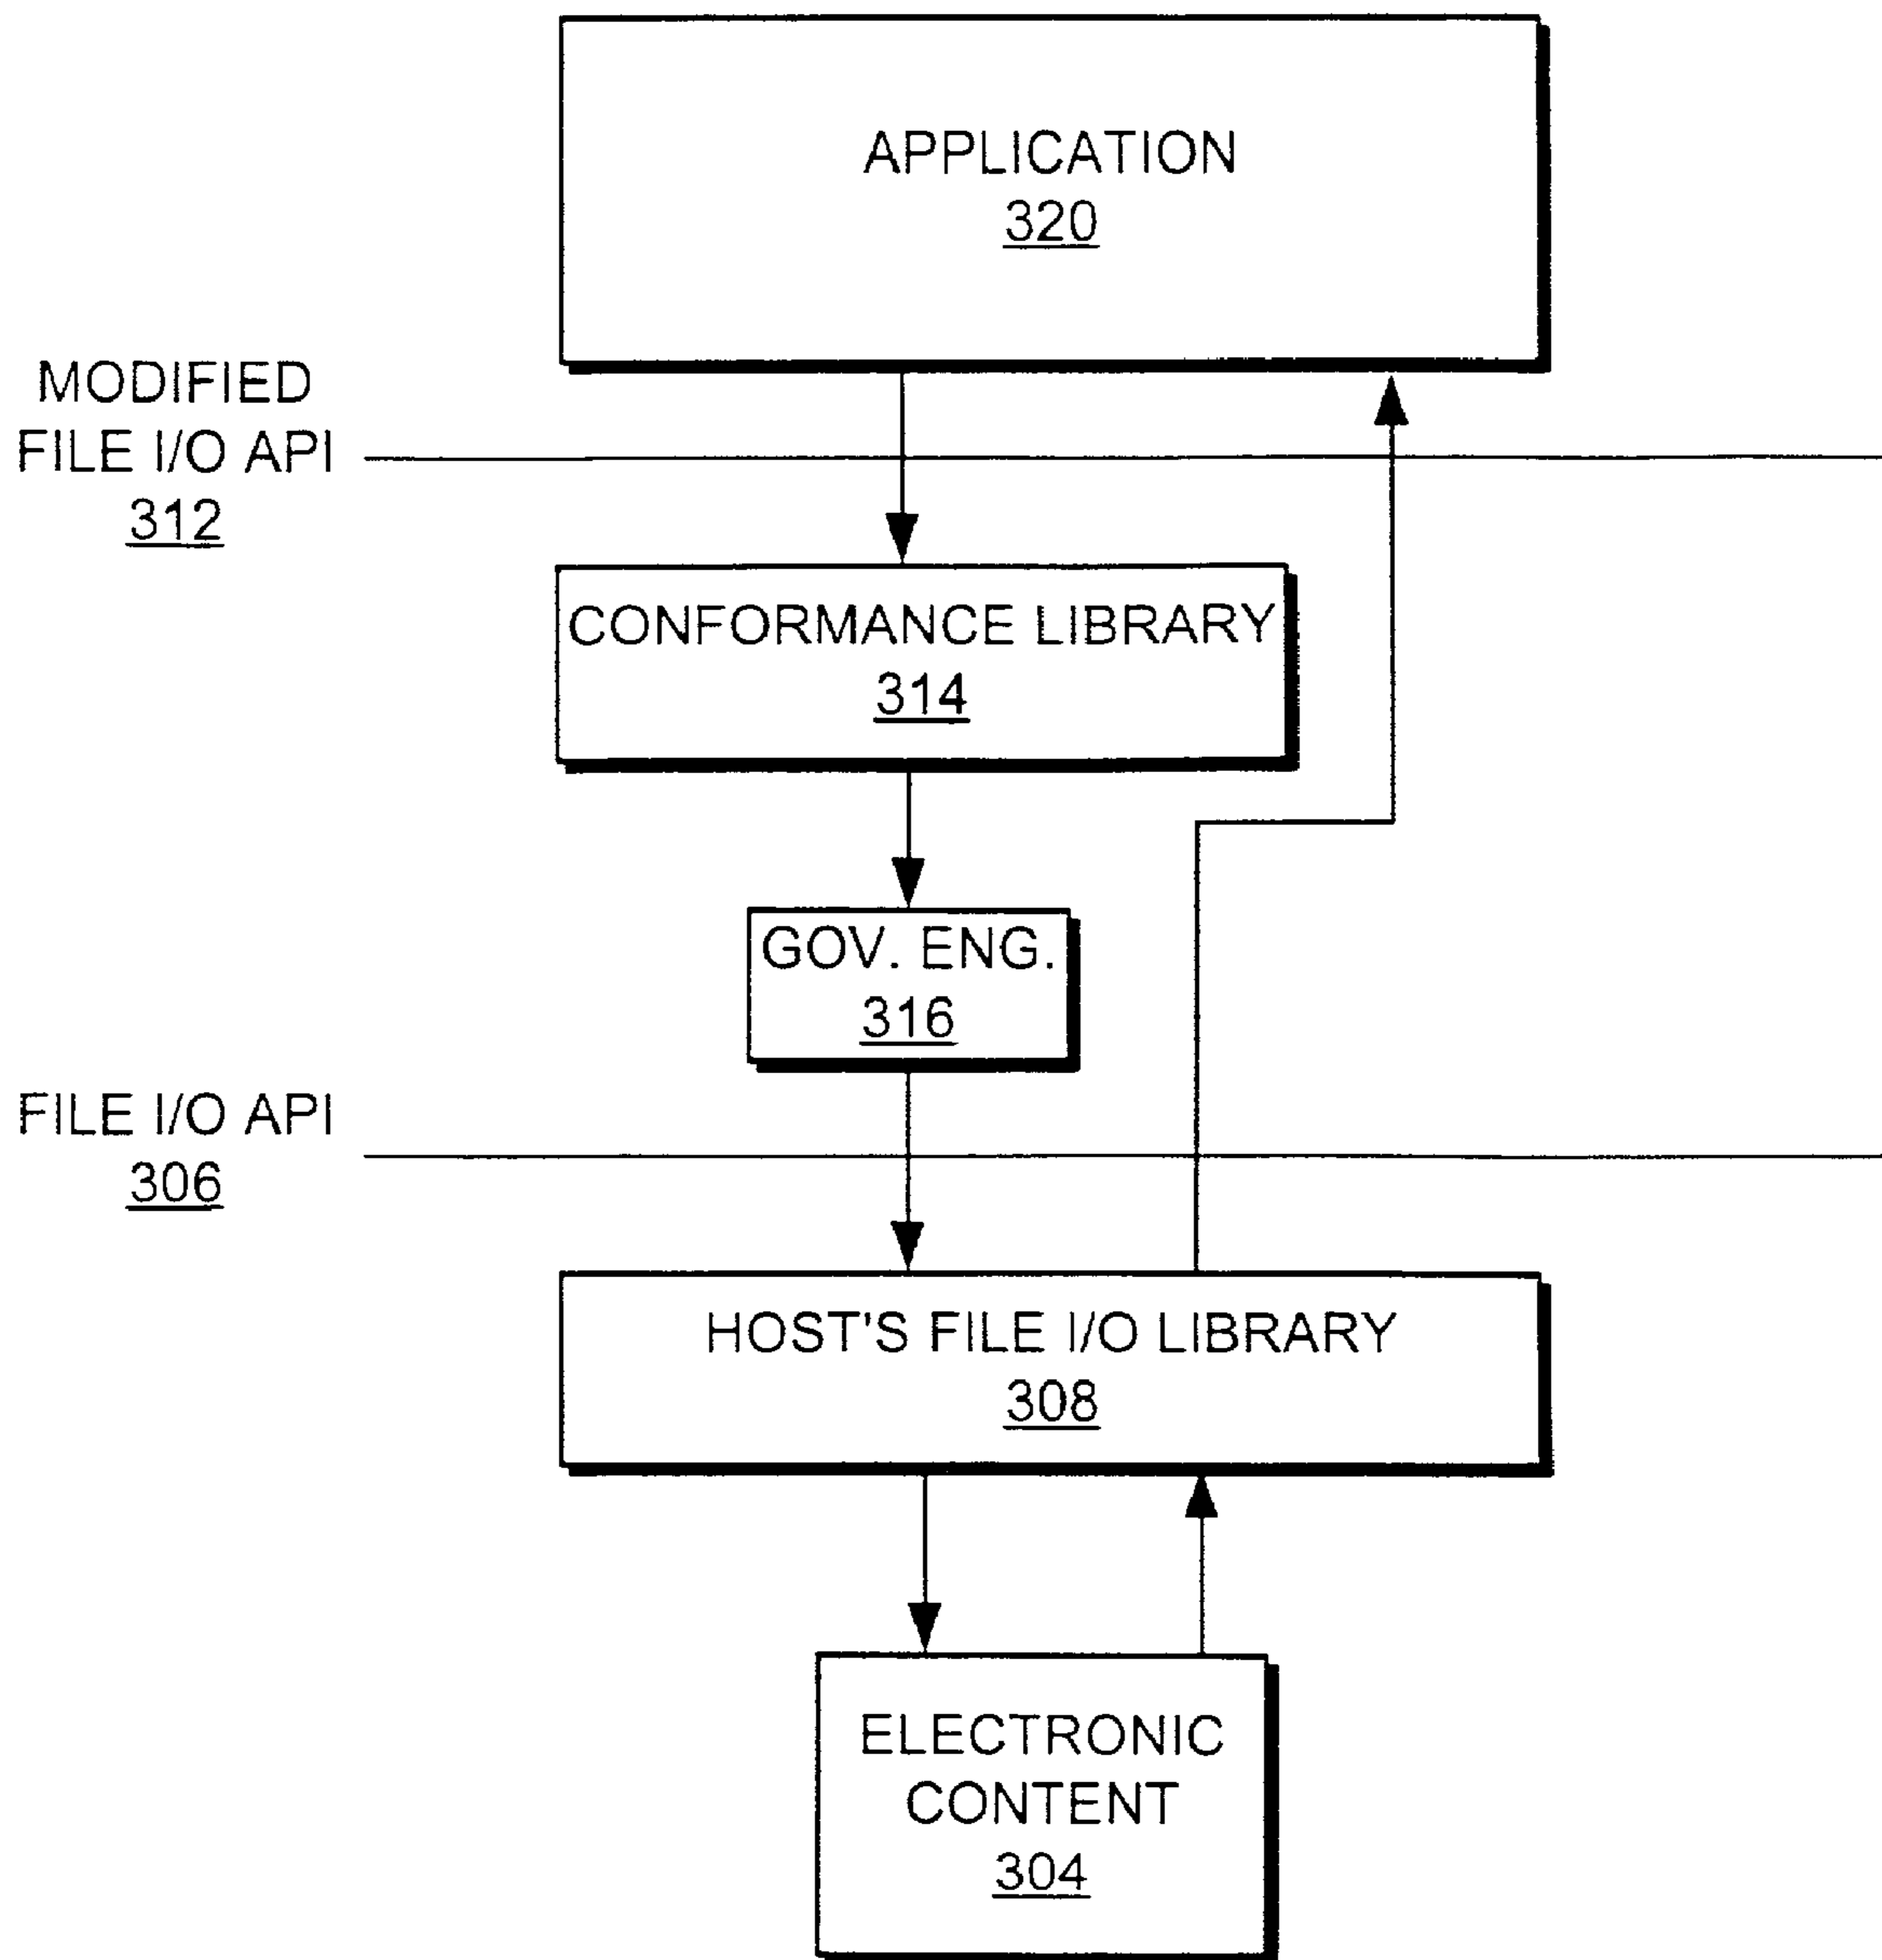 APPLICATION
320
MODIFIED
FILE I/O API
312
CONFORMANCE LIBRARY
314
GOV. ENG.
316
FILE I/O API
306
HOST'S FILE I/O LIBRARY
308
ELECTRONIC
CONTENT
304